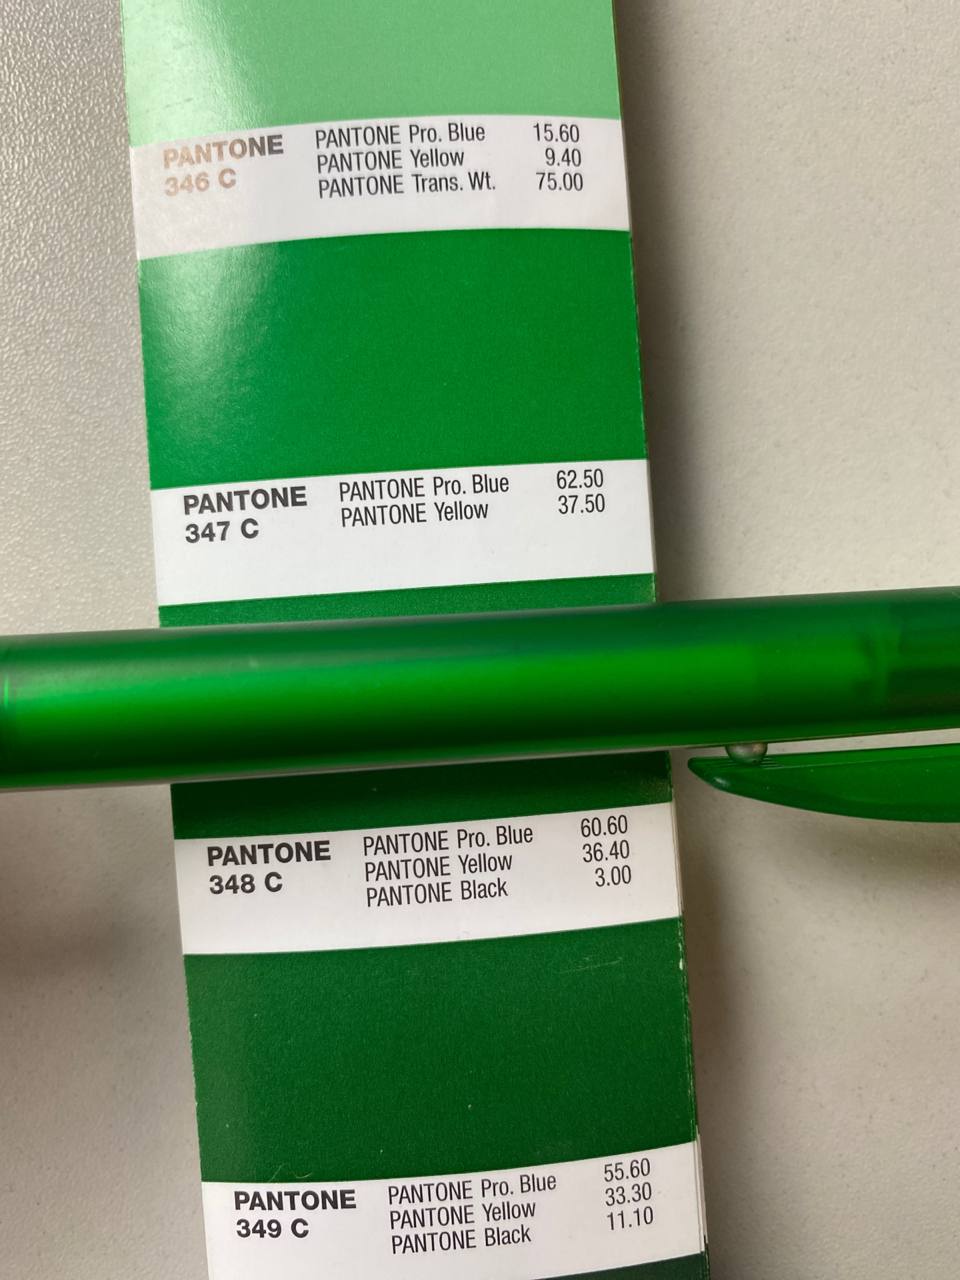 PANTONE
346 C
PANTONE Pro. Blue 15.60
PANTONE Yellow 9.40
PANTONE Trans. Wt. 75.00
PANTONE
347 C
PANTONE Pro. Blue 62.50
PANTONE Yellow 37.50
PANTONE
348 C
PANTONE Pro. Blue 60.60
PANTONE Yellow 36.40
PANTONE Black 3.00
PANTONE
349 C
PANTONE Pro. Blue 55.60
PANTONE Yellow 33.30
PANTONE Black 11.10